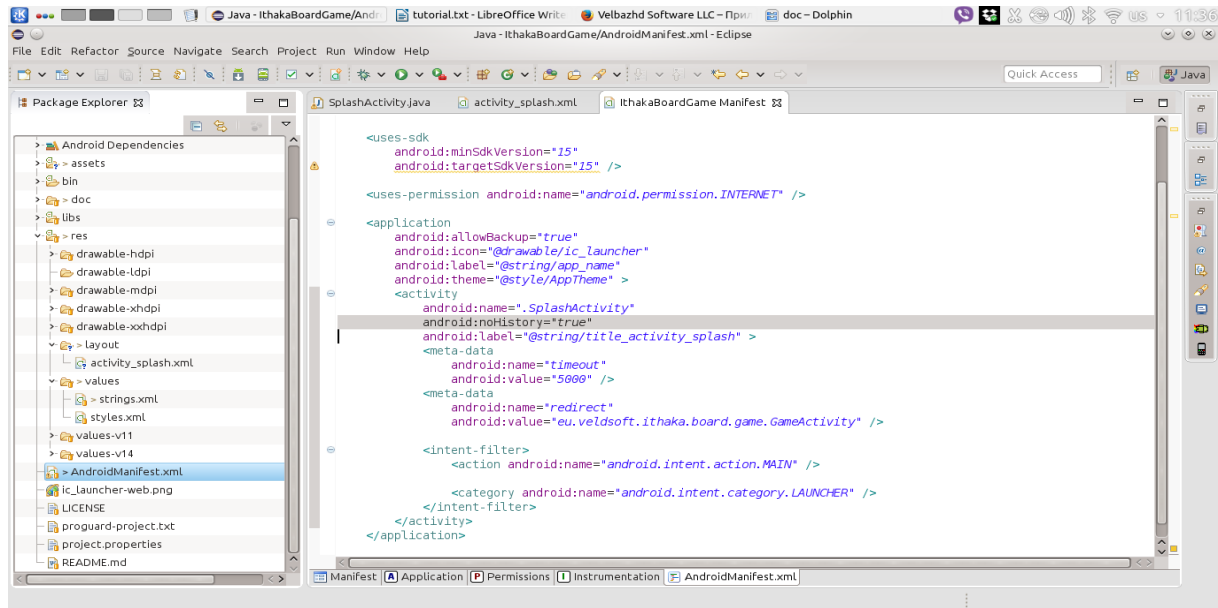 Java - IthakaBoardGame/Andr
tutorial.txt - LibreOffice Write
Velbazhd Software LLC – При
doc – Dolphin
us
11:36
Java - IthakaBoardGame/AndroidManifest.xml - Eclipse
File Edit Refactor Source Navigate Search Project Run Window Help
Quick Access
Java
Package Explorer
SplashActivity.java
activity_splash.xml
IthakaBoardGame Manifest
Android Dependencies
> assets
bin
> doc
libs
> res
drawable-hdpi
drawable-ldpi
drawable-mdpi
drawable-xhdpi
drawable-xxhdpi
> layout
activity_splash.xml
> values
> strings.xml
styles.xml
values-v11
values-v14
> AndroidManifest.xml
ic_launcher-web.png
LICENSE
proguard-project.txt
project.properties
README.md
<uses-sdk
android:minSdkVersion="15"
android:targetSdkVersion="15" />
<uses-permission android:name="android.permission.INTERNET" />
<application
android:allowBackup="true"
android:icon="@drawable/ic_launcher"
android:label="@string/app_name"
android:theme="@style/AppTheme" >
<activity
android:name=".SplashActivity"
android:noHistory="true"
android:label="@string/title_activity_splash" >
<meta-data
android:name="timeout"
android:value="5000" />
<meta-data
android:name="redirect"
android:value="eu.veldsoft.ithaka.board.game.GameActivity" />
<intent-filter>
<action android:name="android.intent.action.MAIN" />
<category android:name="android.intent.category.LAUNCHER" />
</intent-filter>
</activity>
</application>
Manifest
A Application
P Permissions
I Instrumentation
F AndroidManifest.xml